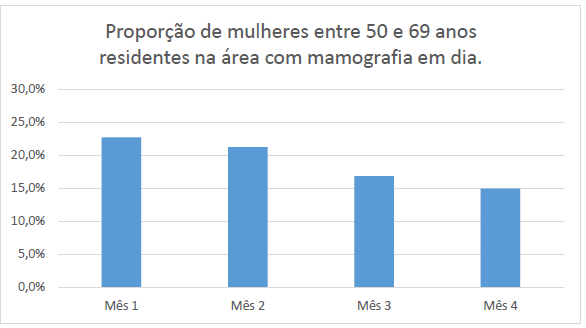 Proporção de mulheres entre 50 e 69 anos
residentes na área com mamografia em dia.
30,0%
25,0%
20,0%
15,0%
10,0%
5,0%
0,0%
Mês 1 Mês 2 Mês 3 Mês 4